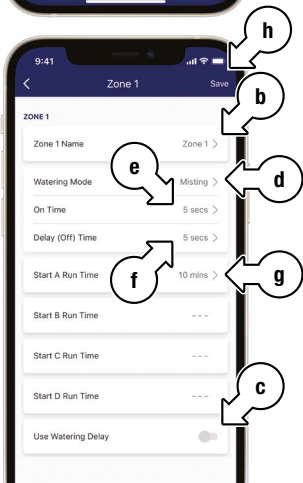 h
9:41
Zone 1
Save
b
ZONE 1
Zone 1 Name
Zone 1
e
Watering Mode
Misting
d
On Time
5 secs
Delay (Off) Time
5 secs
f
g
Start A Run Time
10 mins
Start B Run Time
---
Start C Run Time
---
c
Start D Run Time
---
Use Watering Delay